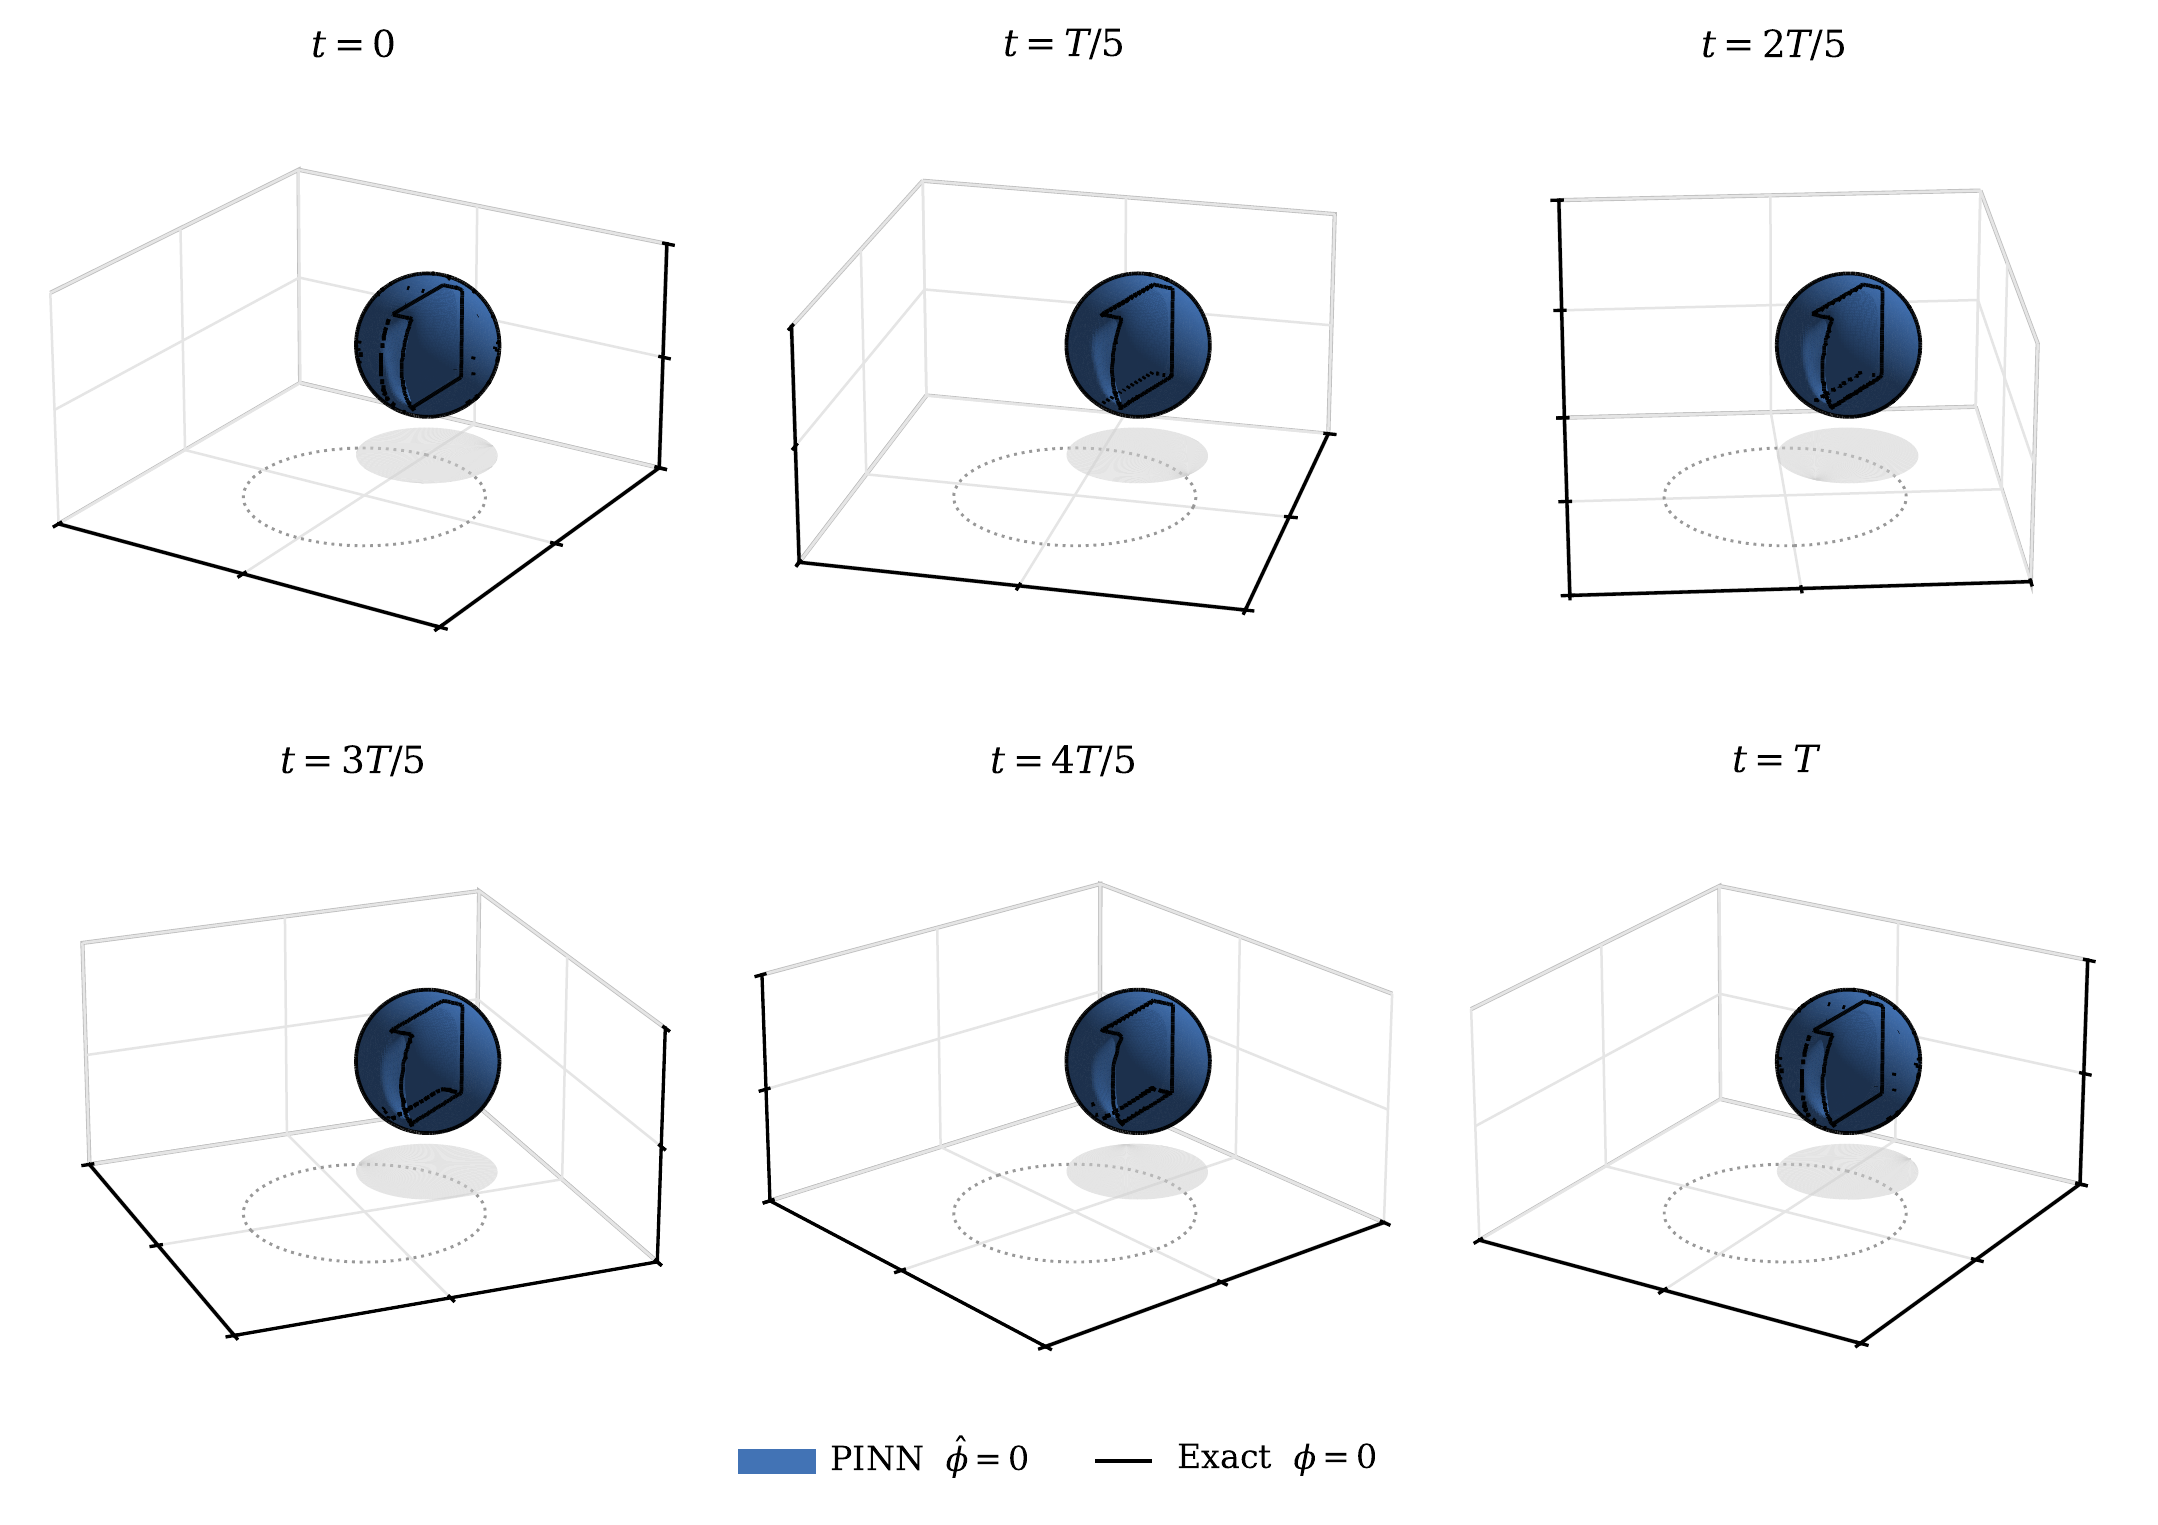 t = 0
t = T/5
t = 2T/5
t = 3T/5
t = 4T/5
t = T
PINN ϕ̂ = 0
Exact ϕ = 0